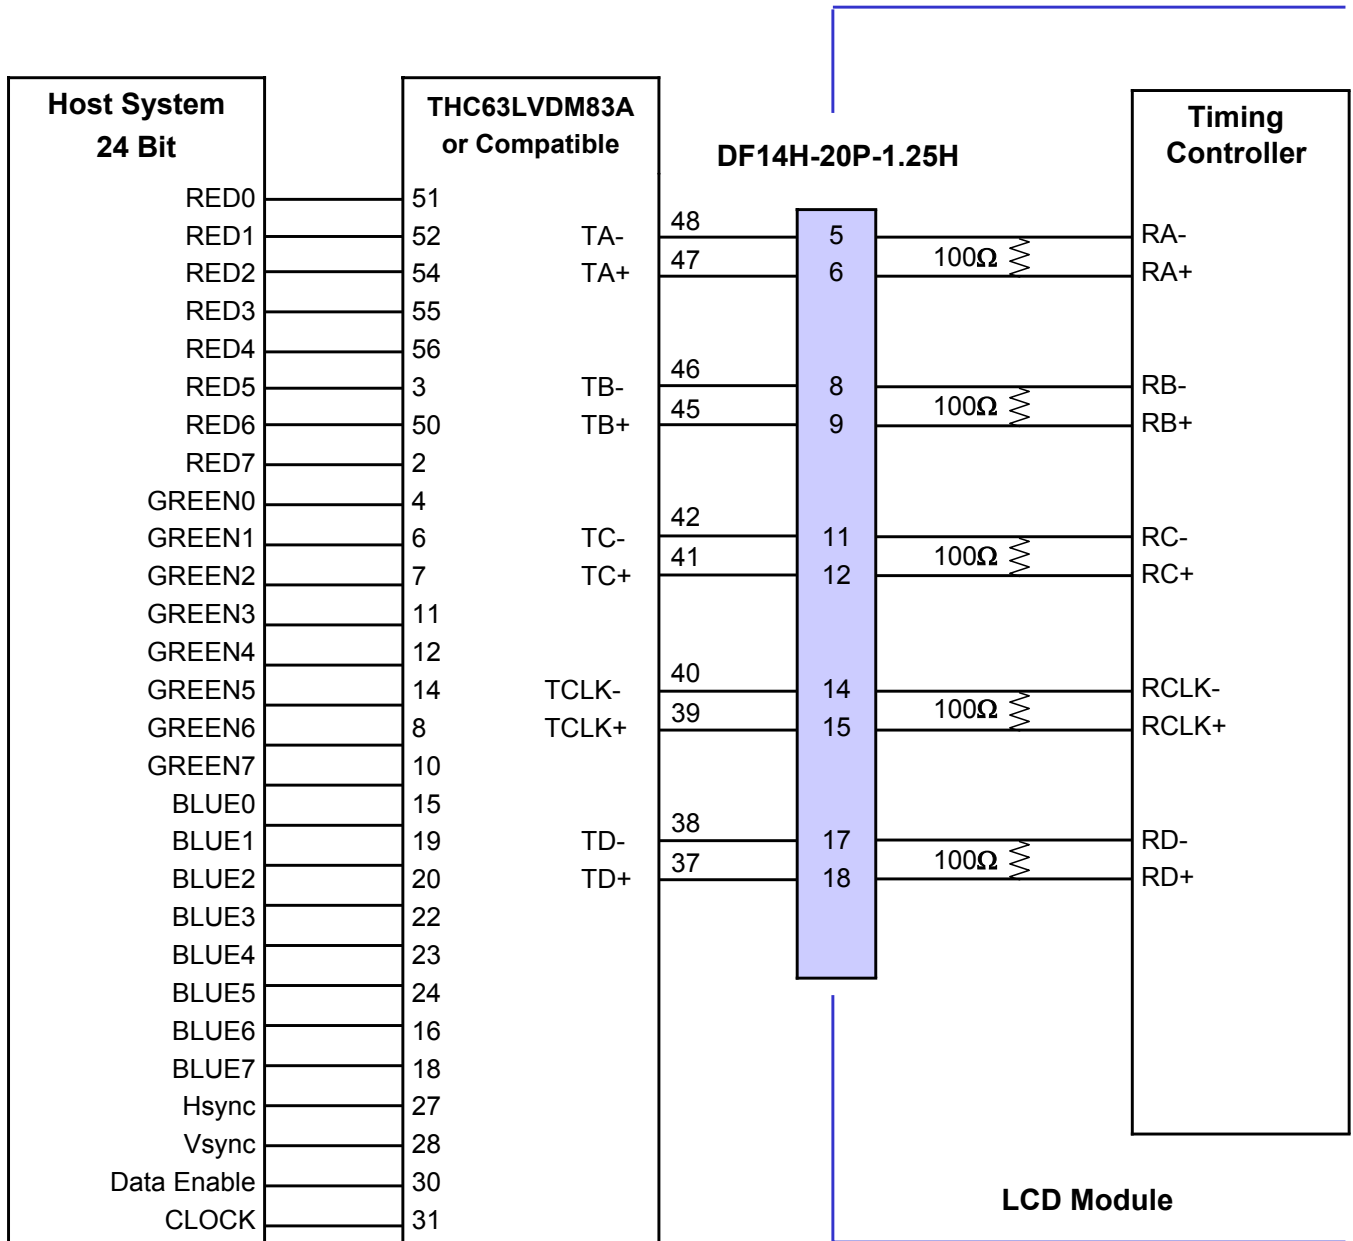 Host System
24 Bit
THC63LVDM83A
or Compatible
DF14H-20P-1.25H
Timing
Controller
RED0 51
RED1 52 TA- 48 5 RA-
100Ω
RED2 54 TA+ 47 6 RA+
RED3 55
RED4 56
RED5 3 TB- 46 8 RB-
100Ω
RED6 50 TB+ 45 9 RB+
RED7 2
GREEN0 4
GREEN1 6 TC- 42 11 RC-
100Ω
GREEN2 7 TC+ 41 12 RC+
GREEN3 11
GREEN4 12
GREEN5 14 TCLK- 40 14 RCLK-
100Ω
GREEN6 8 TCLK+ 39 15 RCLK+
GREEN7 10
BLUE0 15
BLUE1 19 TD- 38 17 RD-
100Ω
BLUE2 20 TD+ 37 18 RD+
BLUE3 22
BLUE4 23
BLUE5 24
BLUE6 16
BLUE7 18
Hsync 27
Vsync 28
Data Enable 30
CLOCK 31
LCD Module